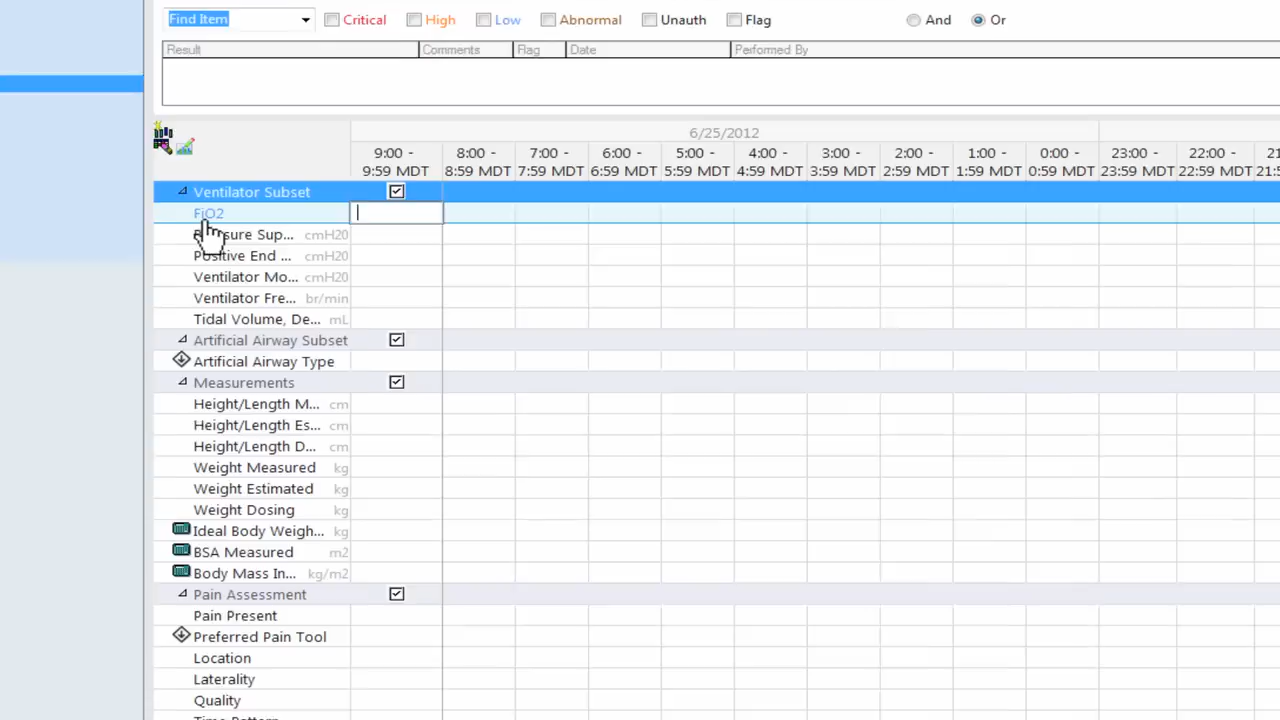 Find Item Critical High Low Abnormal Unauth Flag And Or
Result Comments Flag Date Performed By
6/25/2012
9:00 - 8:00 - 7:00 - 6:00 - 5:00 - 4:00 - 3:00 - 2:00 - 1:00 - 0:00 - 23:00 - 22:00 - 21
9:59 MDT 8:59 MDT 7:59 MDT 6:59 MDT 5:59 MDT 4:59 MDT 3:59 MDT 2:59 MDT 1:59 MDT 0:59 MDT 23:59 MDT 22:59 MDT 21:5
Ventilator Subset
FiO2
Sup... cmH20
Positive End ... cmH20
Ventilator Mo... cmH20
Ventilator Fre... br/min
Tidal Volume, De... mL
Artificial Airway Subset
Artificial Airway Type
Measurements
Height/Length M... cm
Height/Length Es... cm
Height/Length D... cm
Weight Measured kg
Weight Estimated kg
Weight Dosing kg
Ideal Body Weigh... kg
BSA Measured m2
Body Mass In... kg/m2
Pain Assessment
Pain Present
Preferred Pain Tool
Location
Laterality
Quality